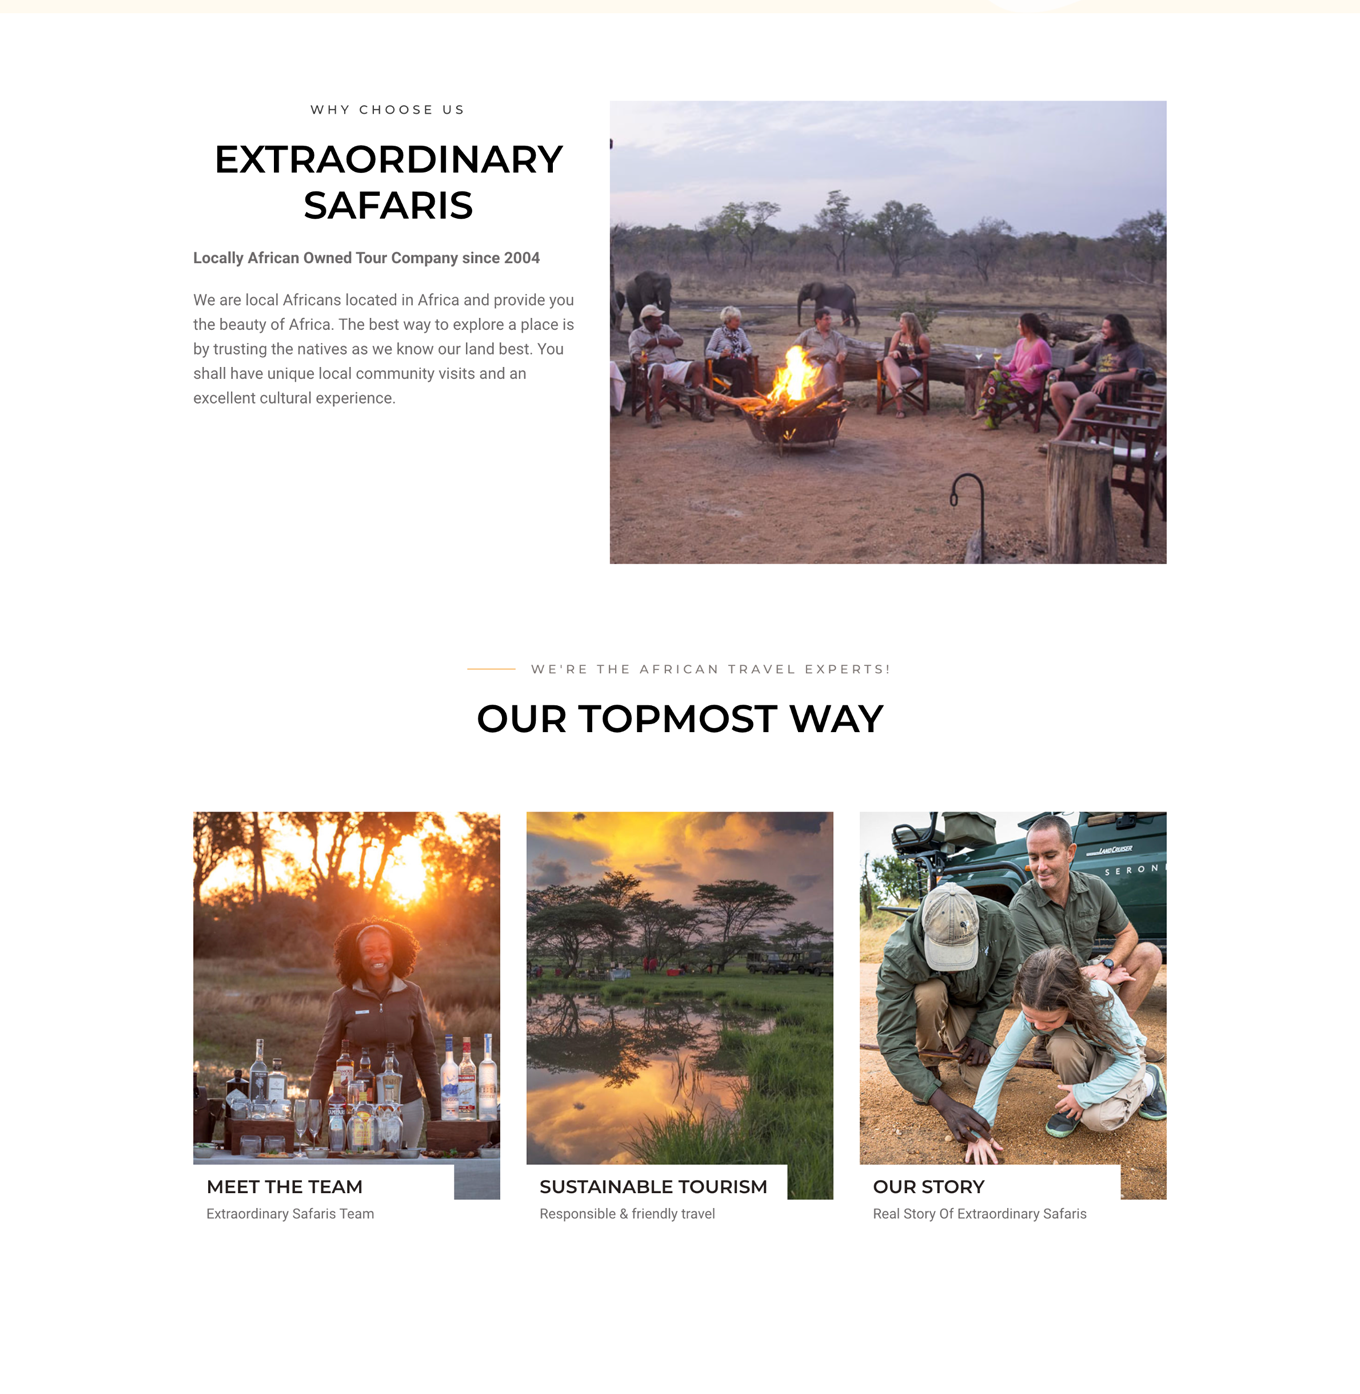 WHY CHOOSE US
EXTRAORDINARY
SAFARIS
Locally African Owned Tour Company since 2004
We are local Africans located in Africa and provide you
the beauty of Africa. The best way to explore a place is
by trusting the natives as we know our land best. You
shall have unique local community visits and an
excellent cultural experience.
WE'RE THE AFRICAN TRAVEL EXPERTS!
OUR TOPMOST WAY
LANDCRUISER
SERON
MEET THE TEAM
Extraordinary Safaris Team
SUSTAINABLE TOURISM
Responsible & friendly travel
OUR STORY
Real Story Of Extraordinary Safaris